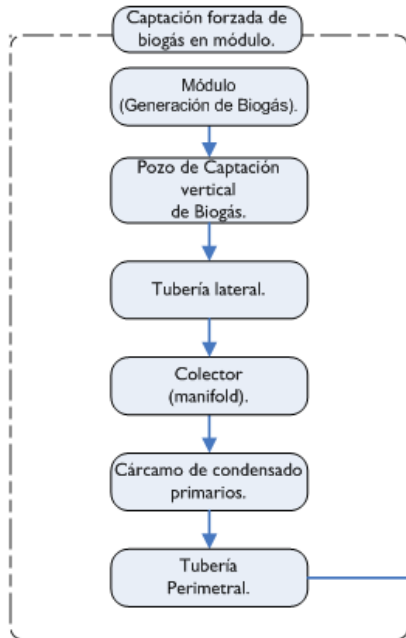 Captación forzada de
biogás en módulo.
Módulo
(Generación de Biogás).
Pozo de Captación
vertical
de Biogás.
Tubería lateral.
Colector
(manifold).
Cárcamo de condensado
primarios.
Tubería
Perimetral.